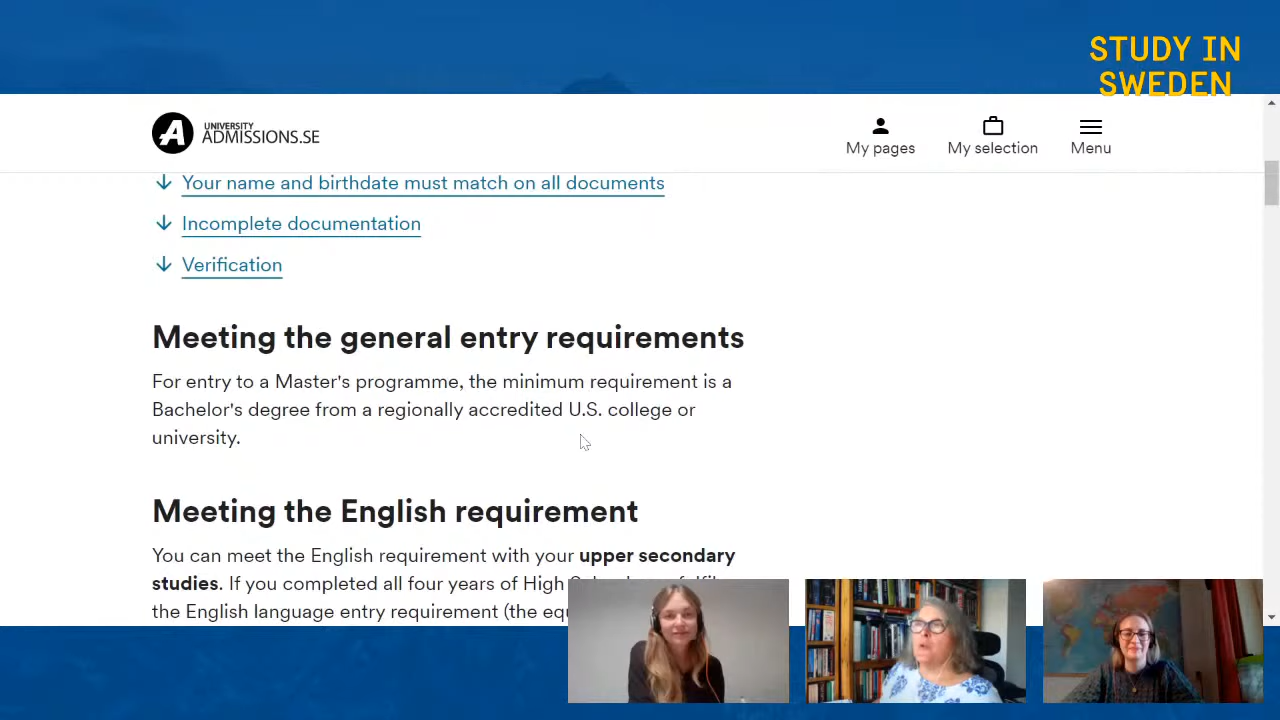 STUDY IN
SWEDEN
UNIVERSITY
ADMISSIONS.SE
My pages
My selection
Menu
Your name and birthdate must match on all documents
Incomplete documentation
Verification
Meeting the general entry requirements
For entry to a Master's programme, the minimum requirement is a
Bachelor's degree from a regionally accredited U.S. college or
university.
Meeting the English requirement
You can meet the English requirement with your upper secondary
studies. If you completed all four years of High
the English language entry requirement (the